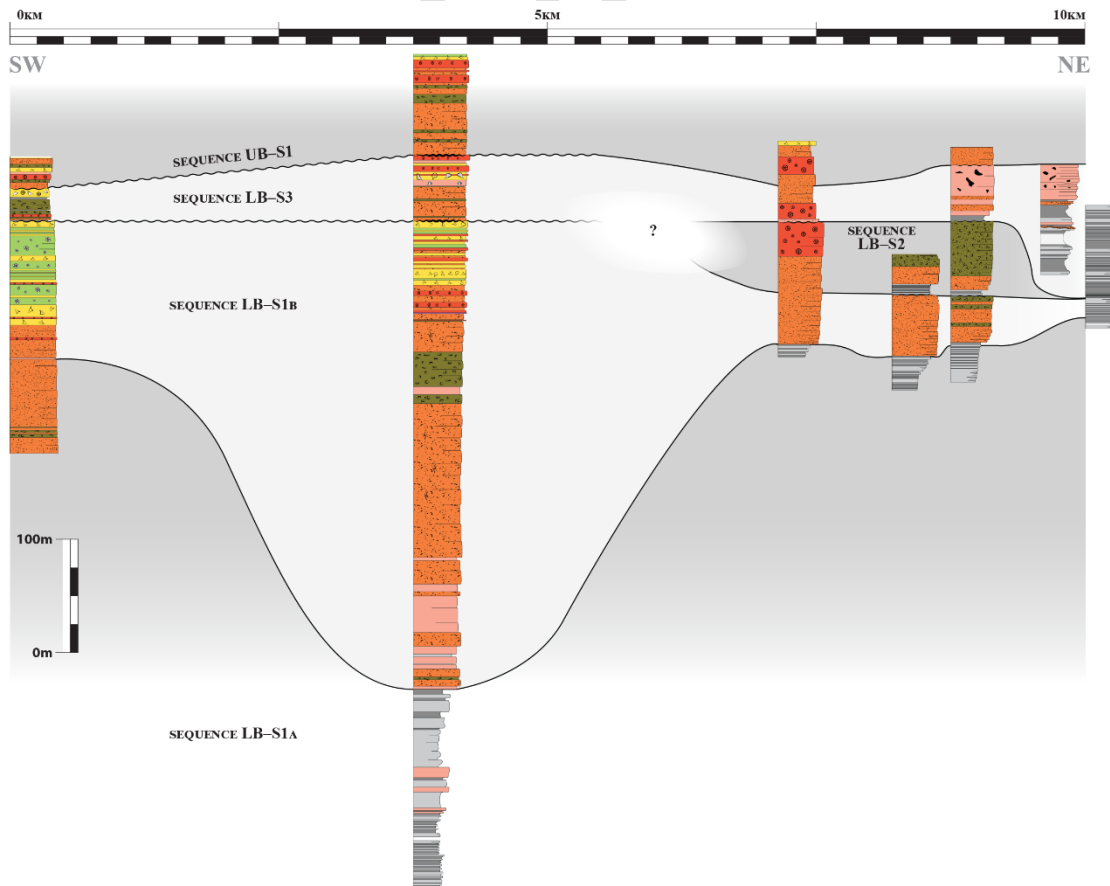 0KM 5KM 10KM
SW NE
SEQUENCE UB–S1
SEQUENCE LB–S3
?
SEQUENCE
LB–S2
SEQUENCE LB–S1B
100m
0m
SEQUENCE LB–S1A